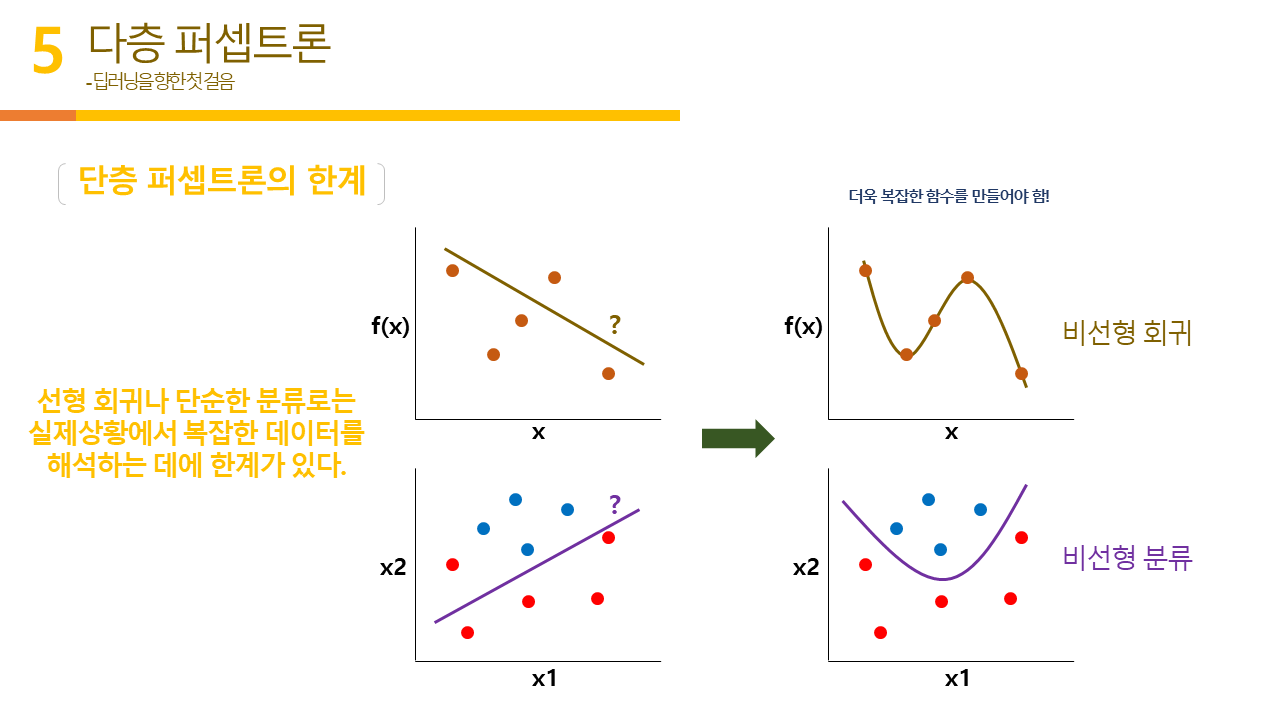 5
다층 퍼셉트론
- 딥러닝을 향한 첫 걸음
단층 퍼셉트론의 한계
더욱 복잡한 함수를 만들어야 함!
f(x)
?
x
f(x)
x
비선형 회귀
선형 회귀나 단순한 분류로는
실제상황에서 복잡한 데이터를
해석하는 데에 한계가 있다.
x2
?
x1
x2
x1
비선형 분류